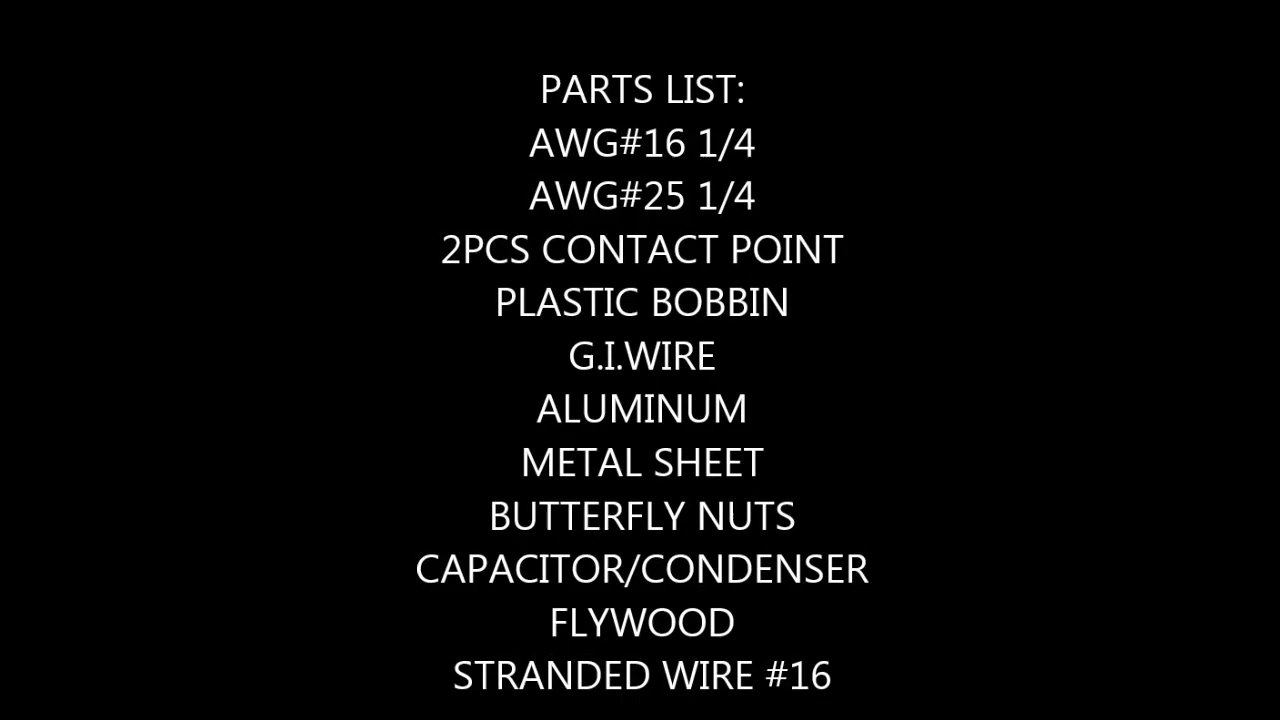 PARTS LIST:
AWG#16 1/4
AWG#25 1/4
2PCS CONTACT POINT
PLASTIC BOBBIN
G.I.WIRE
ALUMINUM
METAL SHEET
BUTTERFLY NUTS
CAPACITOR/CONDENSER
FLYWOOD
STRANDED WIRE #16